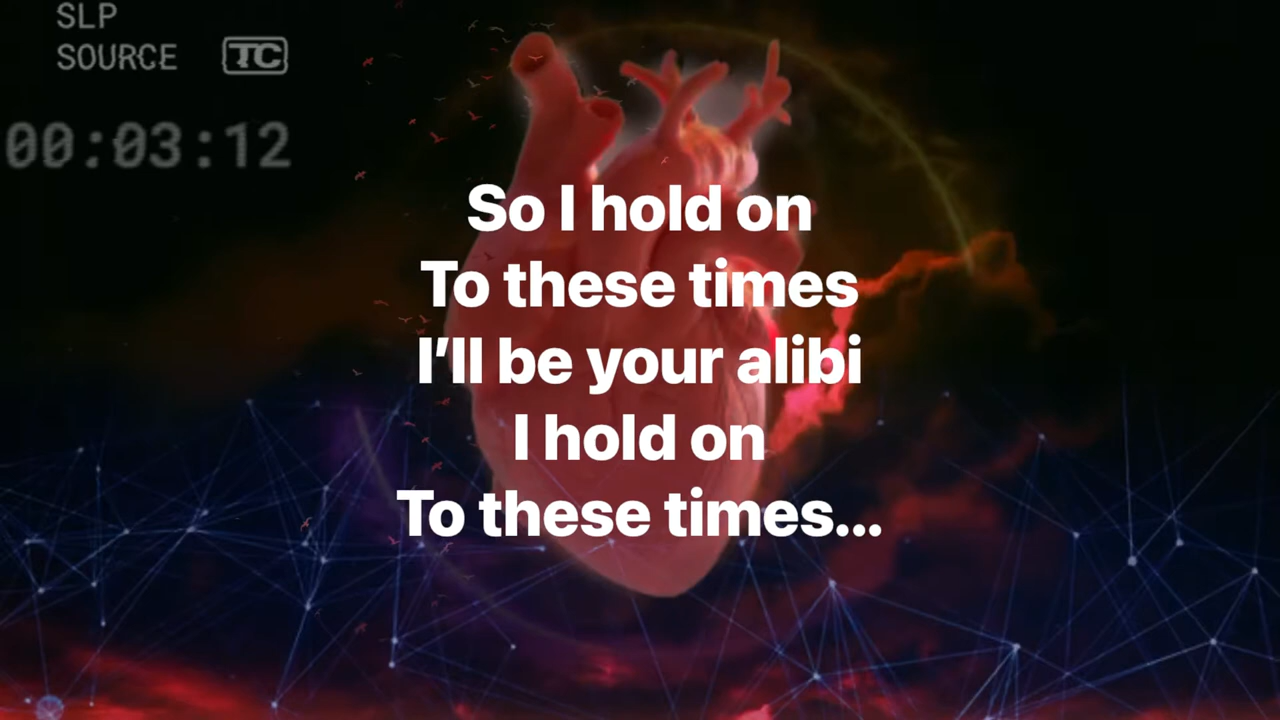 SLP
SOURCE TC
00:03:12
So I hold on
To these times
I’ll be your alibi
I hold on
To these times...